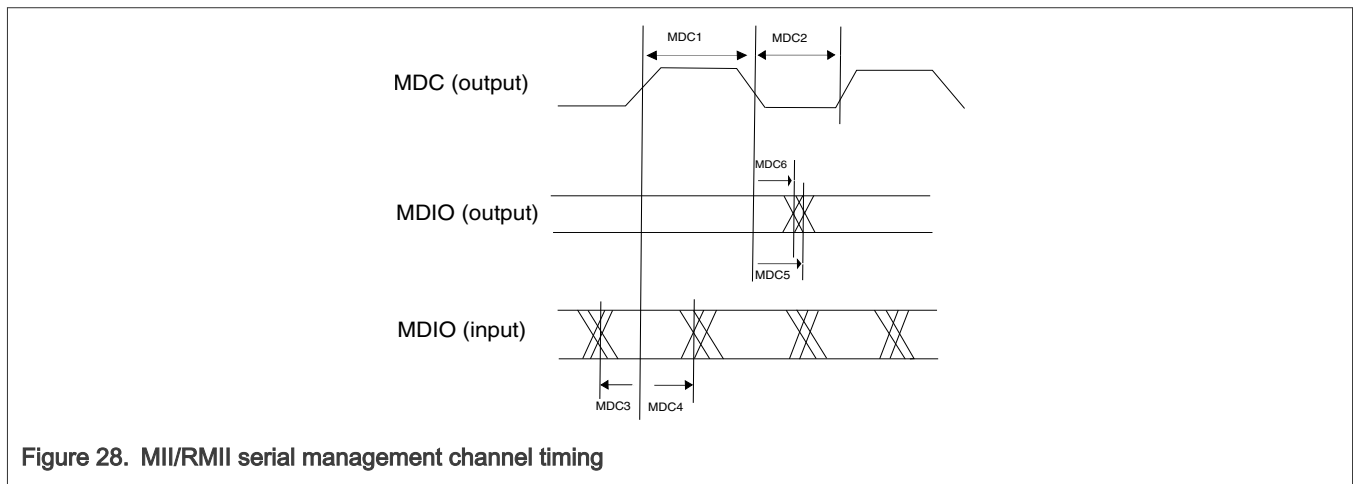 MDC1
MDC2
MDC (output)
MDC6
MDIO (output)
MDC5
MDIO (input)
MDC3
MDC4
Figure 28. MII/RMII serial management channel timing